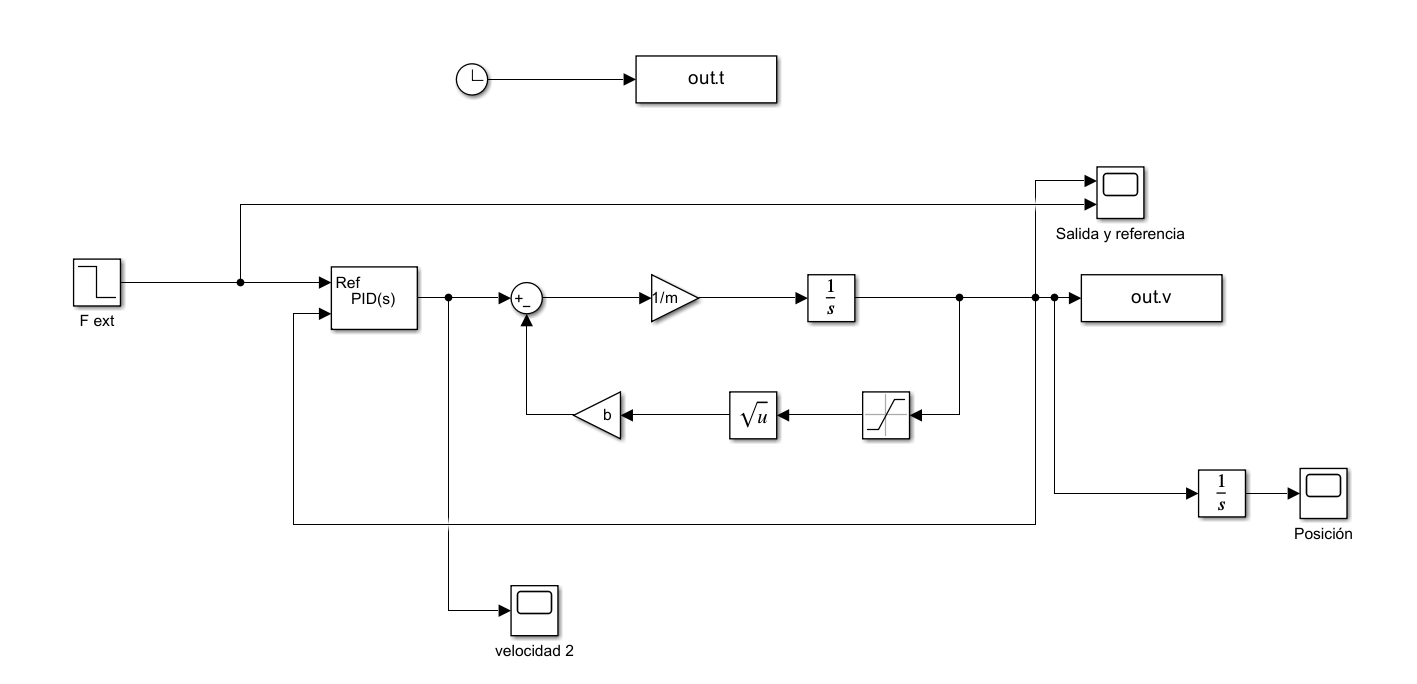 out.t
Salida y referencia
Ref
PID(s)
F ext
+
−
1/m
1
s
out.v
b
√u
1
s
Posición
velocidad 2